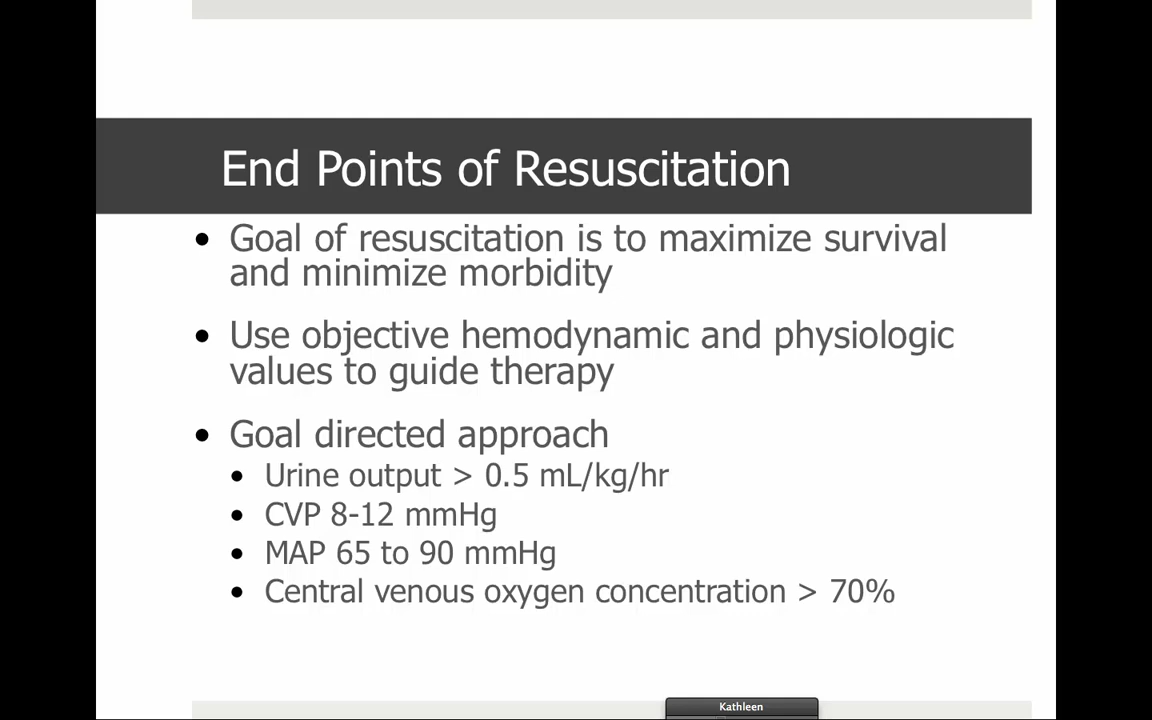 End Points of Resuscitation
• Goal of resuscitation is to maximize survival
and minimize morbidity
• Use objective hemodynamic and physiologic
values to guide therapy
• Goal directed approach
• Urine output > 0.5 mL/kg/hr
• CVP 8-12 mmHg
• MAP 65 to 90 mmHg
• Central venous oxygen concentration > 70%
Kathleen